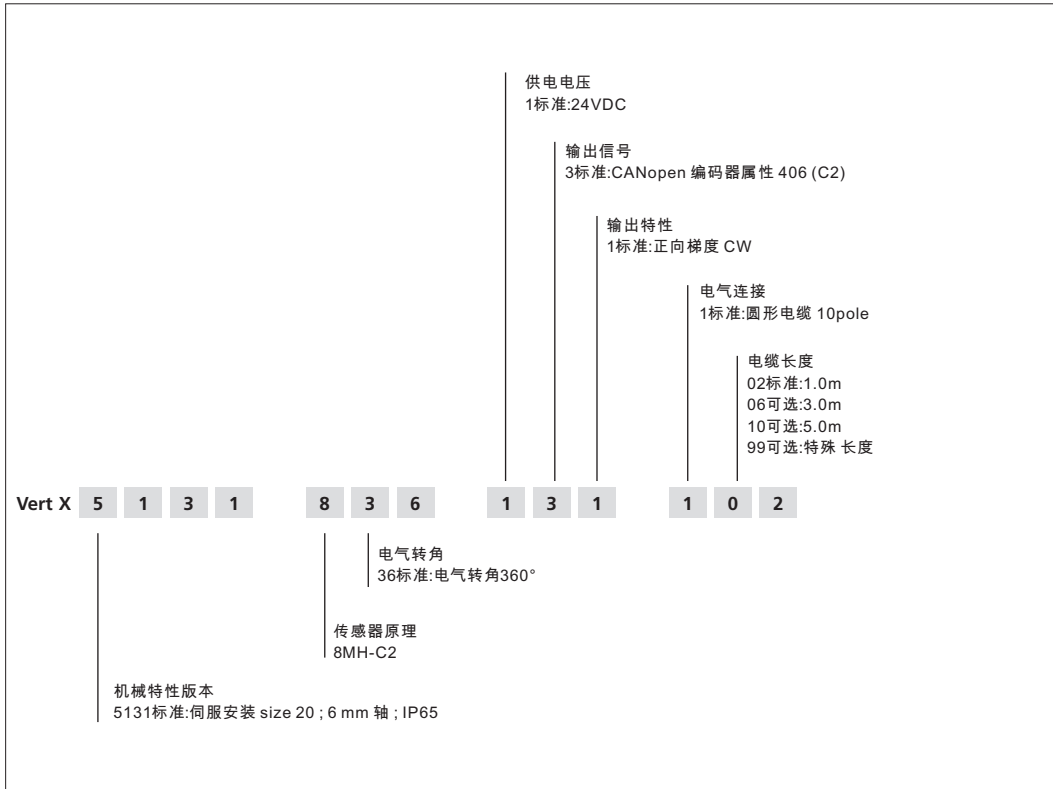 供电电压
1标准:24VDC
输出信号
3标准:CANopen 编码器属性 406 (C2)
输出特性
1标准:正向梯度 CW
电气连接
1标准:圆形电缆 10pole
电缆长度
02标准:1.0m
06可选:3.0m
10可选:5.0m
99可选:特殊 长度
Vert X 5 1 3 1 8 3 6 1 3 1 1 0 2
电气转角
36标准:电气转角360°
传感器原理
8MH-C2
机械特性版本
5131标准:伺服安装 size 20 ; 6 mm 轴 ; IP65